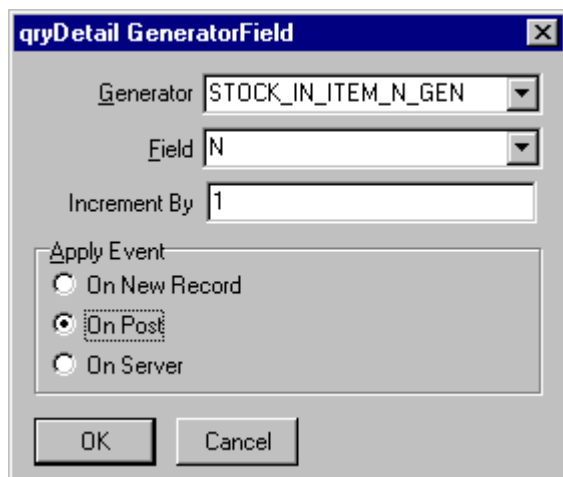 qryDetail GeneratorField
Generator STOCK_IN_ITEM_N_GEN
Field N
Increment By 1
Apply Event
On New Record
On Post
On Server
OK Cancel